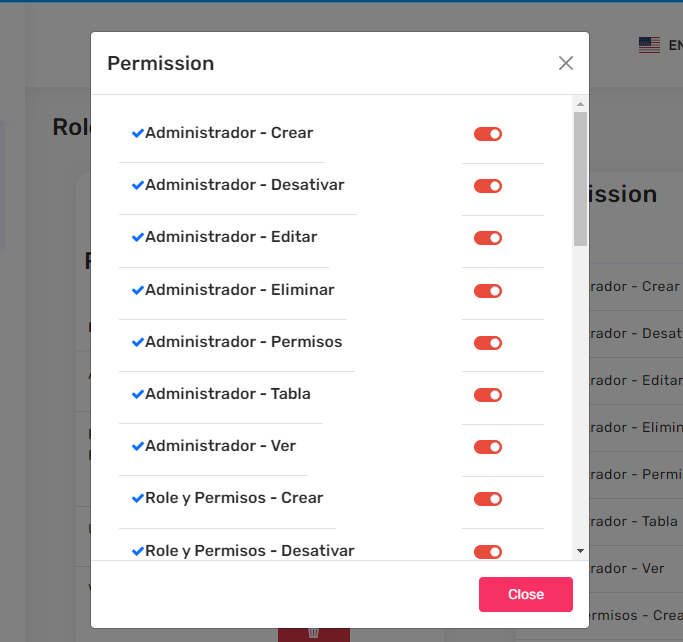 EN
Permission
Role
ission
Administrador - Crear
Administrador - Desativar
Administrador - Editar
Administrador - Eliminar
Administrador - Permisos
Administrador - Tabla
Administrador - Ver
Role y Permisos - Crear
Role y Permisos - Desativar
rador - Crear
rador - Desat
rador - Editar
rador - Elimin
rador - Permi
rador - Tabla
rador - Ver
rmisos - Crea
Close